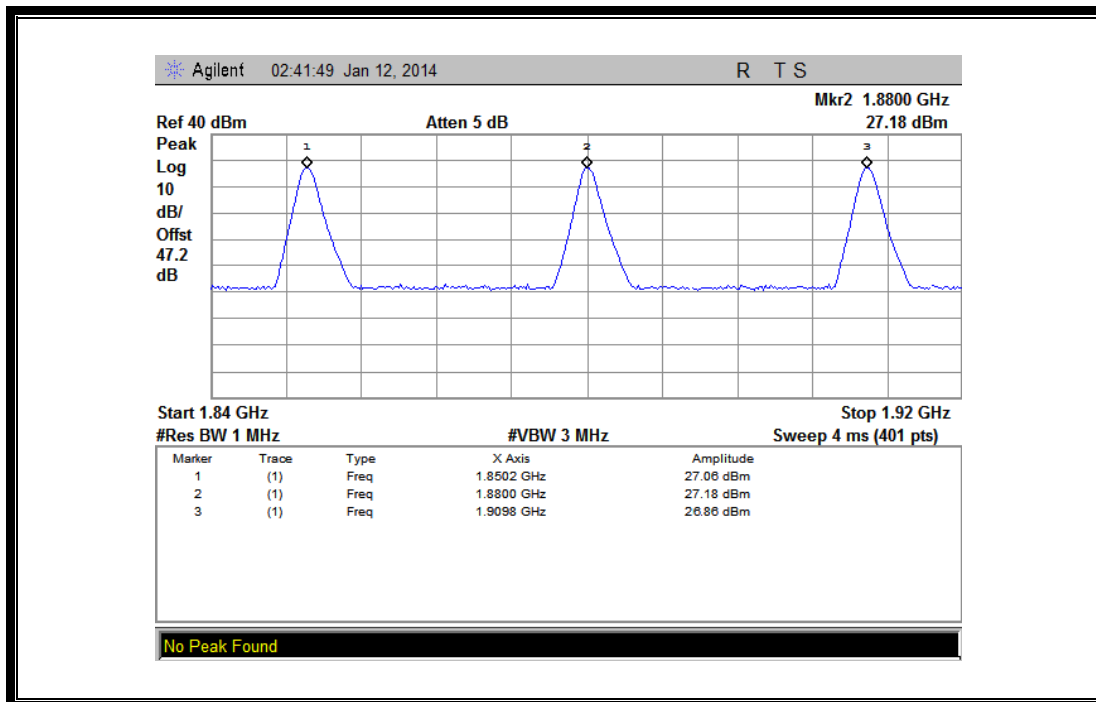 Agilent 02:41:49 Jan 12, 2014 R T S
Mkr2 1.8800 GHz
Ref 40 dBm Atten 5 dB 27.18 dBm
Peak
Log
10
dB/
Offst
47.2
dB
1 2 3
Start 1.84 GHz Stop 1.92 GHz
#Res BW 1 MHz #VBW 3 MHz Sweep 4 ms (401 pts)
Marker Trace Type X Axis Amplitude
1 (1) Freq 1.8502 GHz 27.06 dBm
2 (1) Freq 1.8800 GHz 27.18 dBm
3 (1) Freq 1.9098 GHz 26.86 dBm
No Peak Found